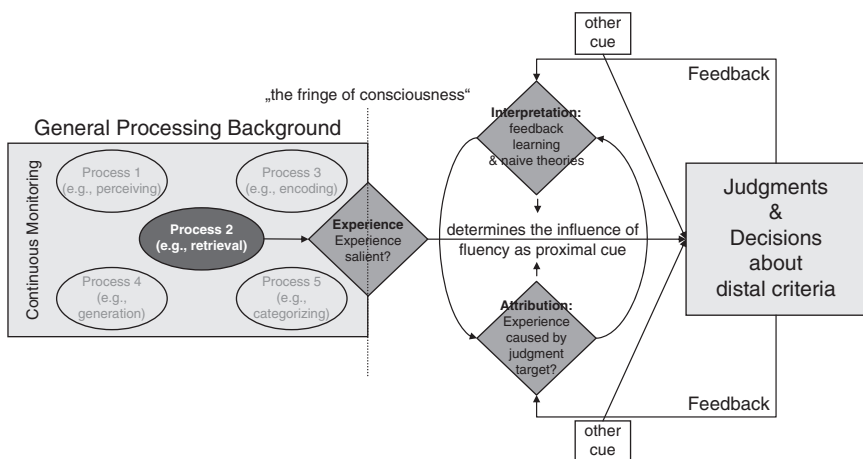 other
cue
Feedback
„the fringe of consciousness“
Interpretation:
feedback
learning
& naive theories
General Processing Background
Continuous Monitoring
Process 1
(e.g., perceiving)
Process 3
(e.g., encoding)
Process 2
(e.g., retrieval)
Experience
Experience
salient?
determines the influence of
fluency as proximal cue
Judgments
&
Decisions
about
distal criteria
Process 4
(e.g.,
generation)
Process 5
(e.g.,
categorizing)
Attribution:
Experience
caused by
judgment
target?
Feedback
other
cue